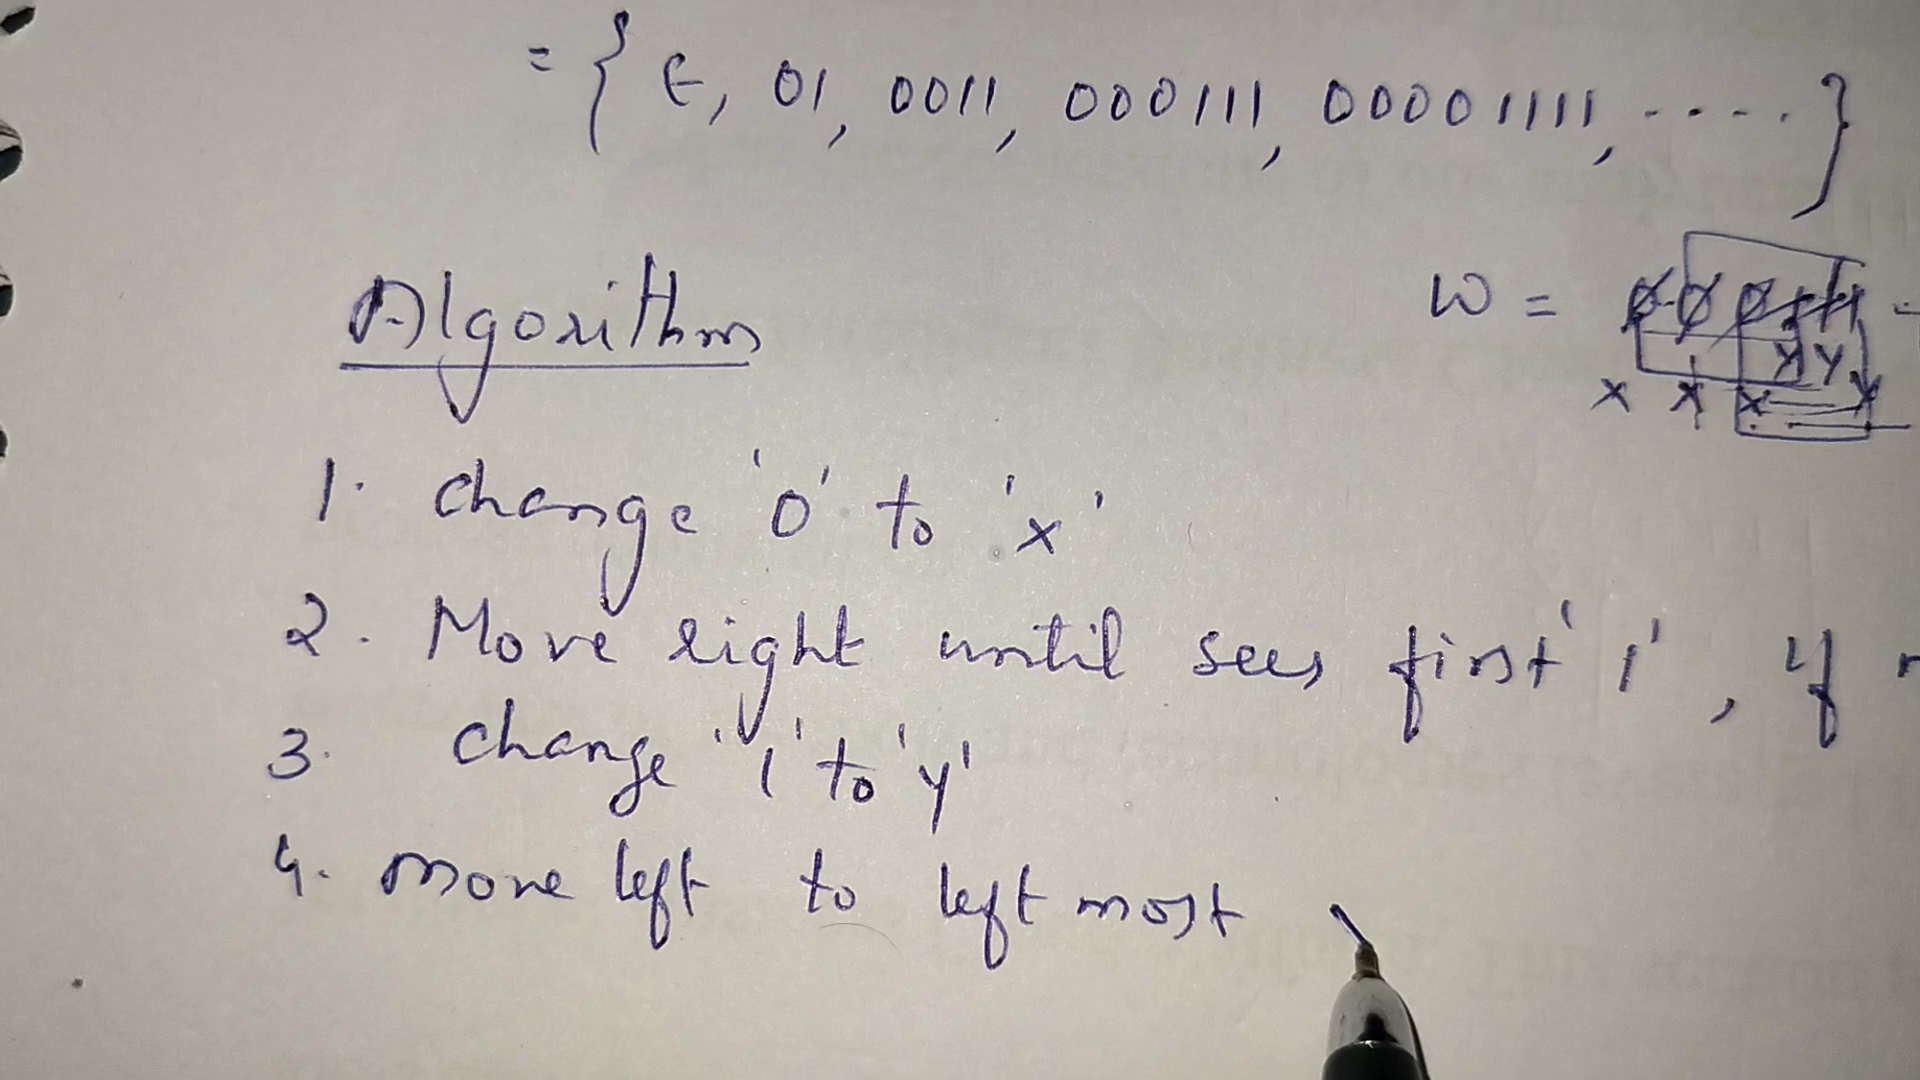 = { ε, 01, 0011, 000111, 00001111, ..... }
Algorithm
W = 000111
X X X Y Y Y
1. change '0' to 'x'
2. Move right until sees first '1', if
3. change '1' to 'y'
4. move left to left most